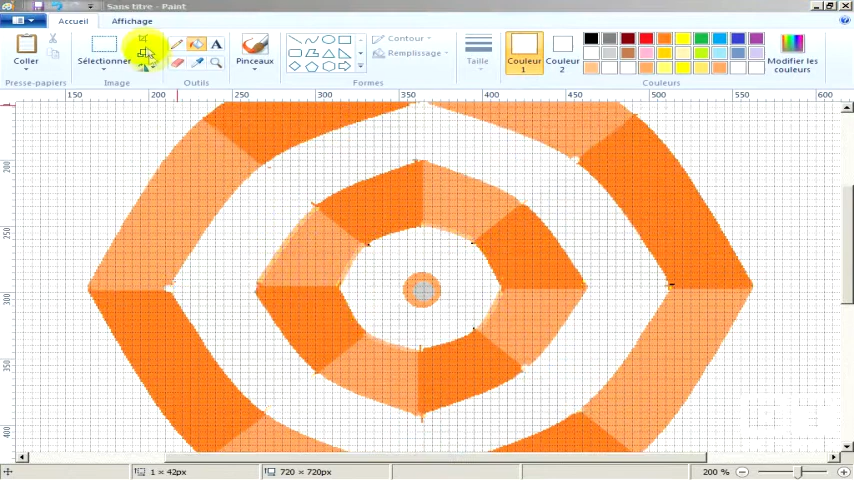 Sans titre - Paint
Accueil
Affichage
Coller
Sélectionner
A
Pinceaux
Contour
Remplissage
Taille
Couleur 1
Couleur 2
Modifier les couleurs
Presse-papiers
Image
Outils
Formes
Couleurs
150
250
300
350
400
450
500
550
600
200
250
300
350
400
1 × 42px
720 × 720px
200 %